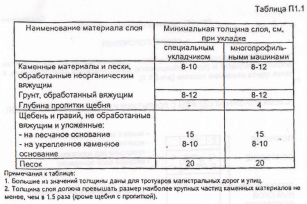 Таблица П1.1
Наименование материала слоя
Минимальная толщина слоя, см,
при укладке
специальным
укладчиком
многопрофиль-
ными машинами
Каменные материалы и пески,
обработанные неорганическим
вяжущим
8-10
8-12
Грунт, обработанный вяжущим
8-12
8-12
Глубина пропитки щебня
-
4
Щебень и гравий, не обработанные
вяжущим и уложенные:
- на песчаное основание
15
15
- на укрепленное каменное
основание
8-10
8-10
Песок
20
20
Примечания к таблице:
1. Большие из значений толщины даны для тротуаров магистральных дорог и улиц.
2. Толщина слоя должна превышать размер наиболее крупных частиц каменных материалов не
менее, чем в 1.5 раза (кроме щебня с пропиткой).